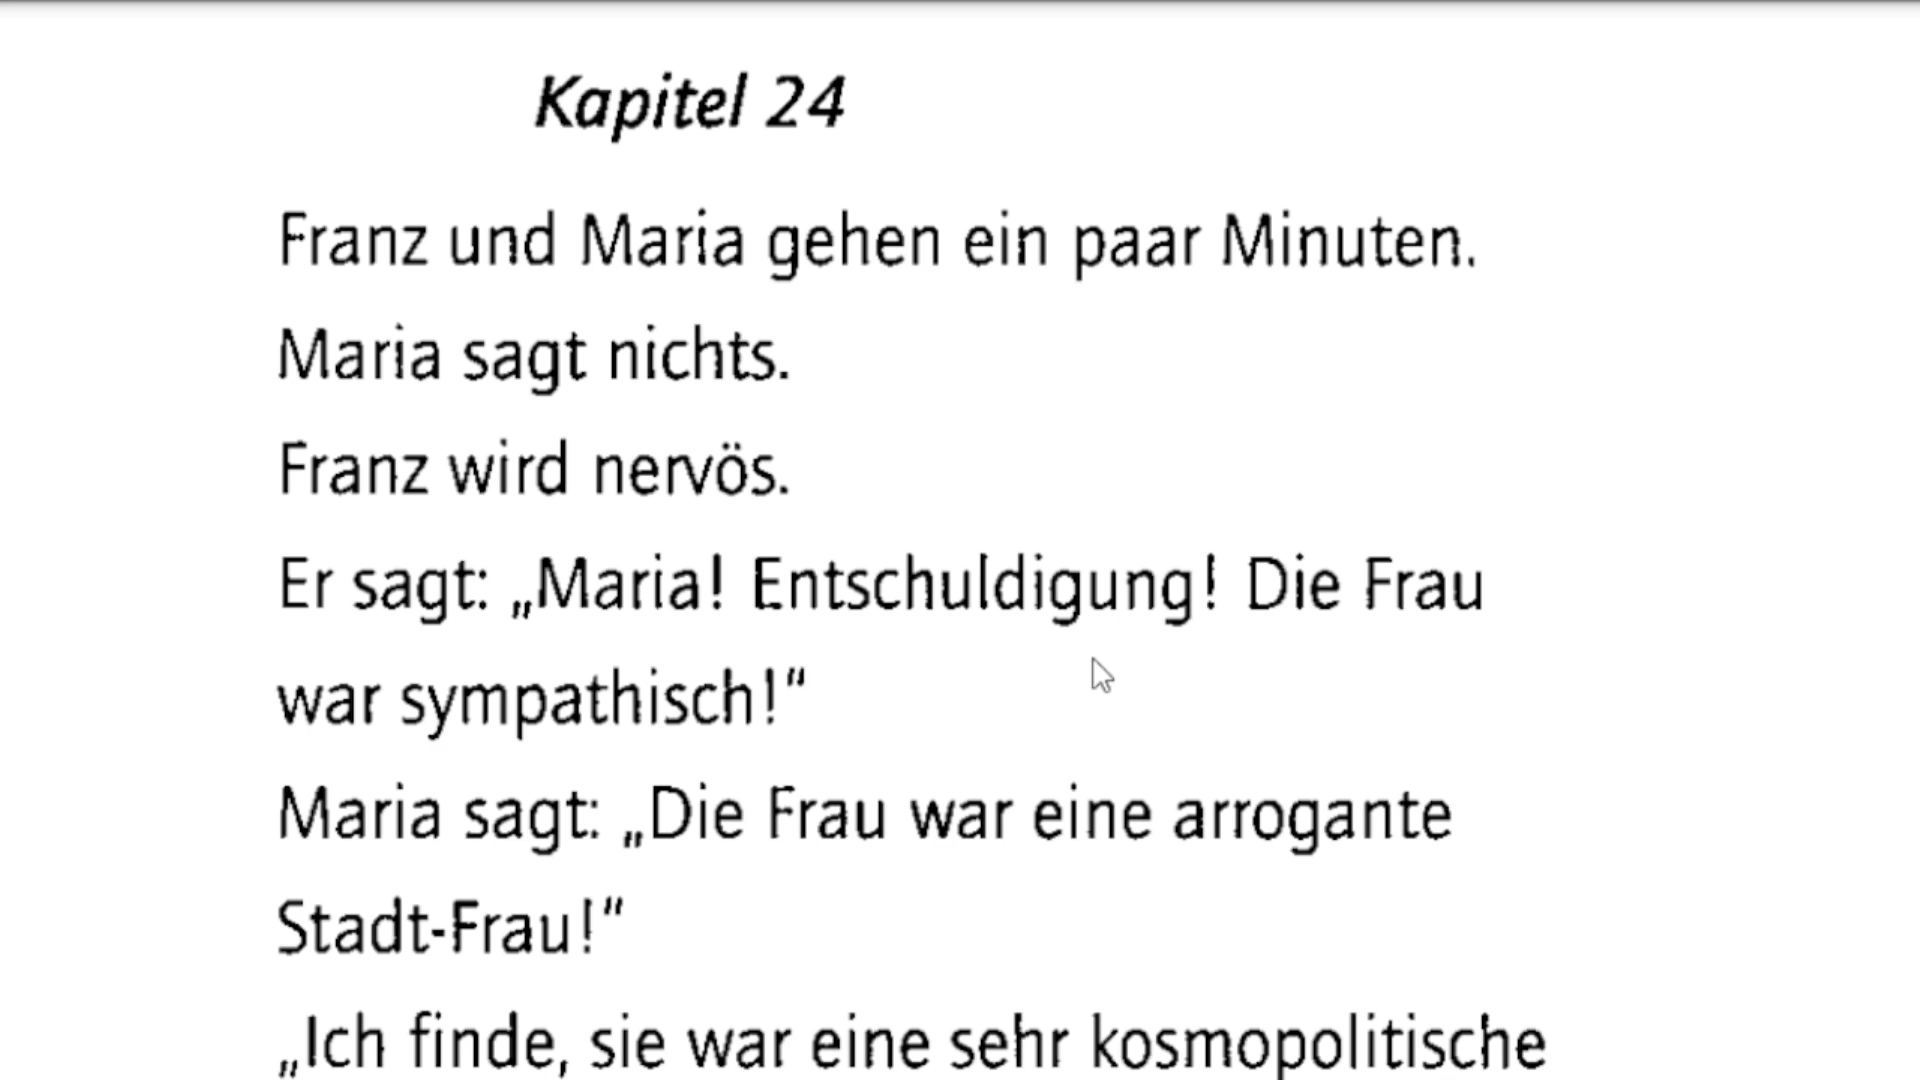 Kapitel 24
Franz und Maria gehen ein paar Minuten.
Maria sagt nichts.
Franz wird nervös.
Er sagt: „Maria! Entschuldigung! Die Frau
war sympathisch!“
Maria sagt: „Die Frau war eine arrogante
Stadt-Frau!“
„Ich finde, sie war eine sehr kosmopolitische